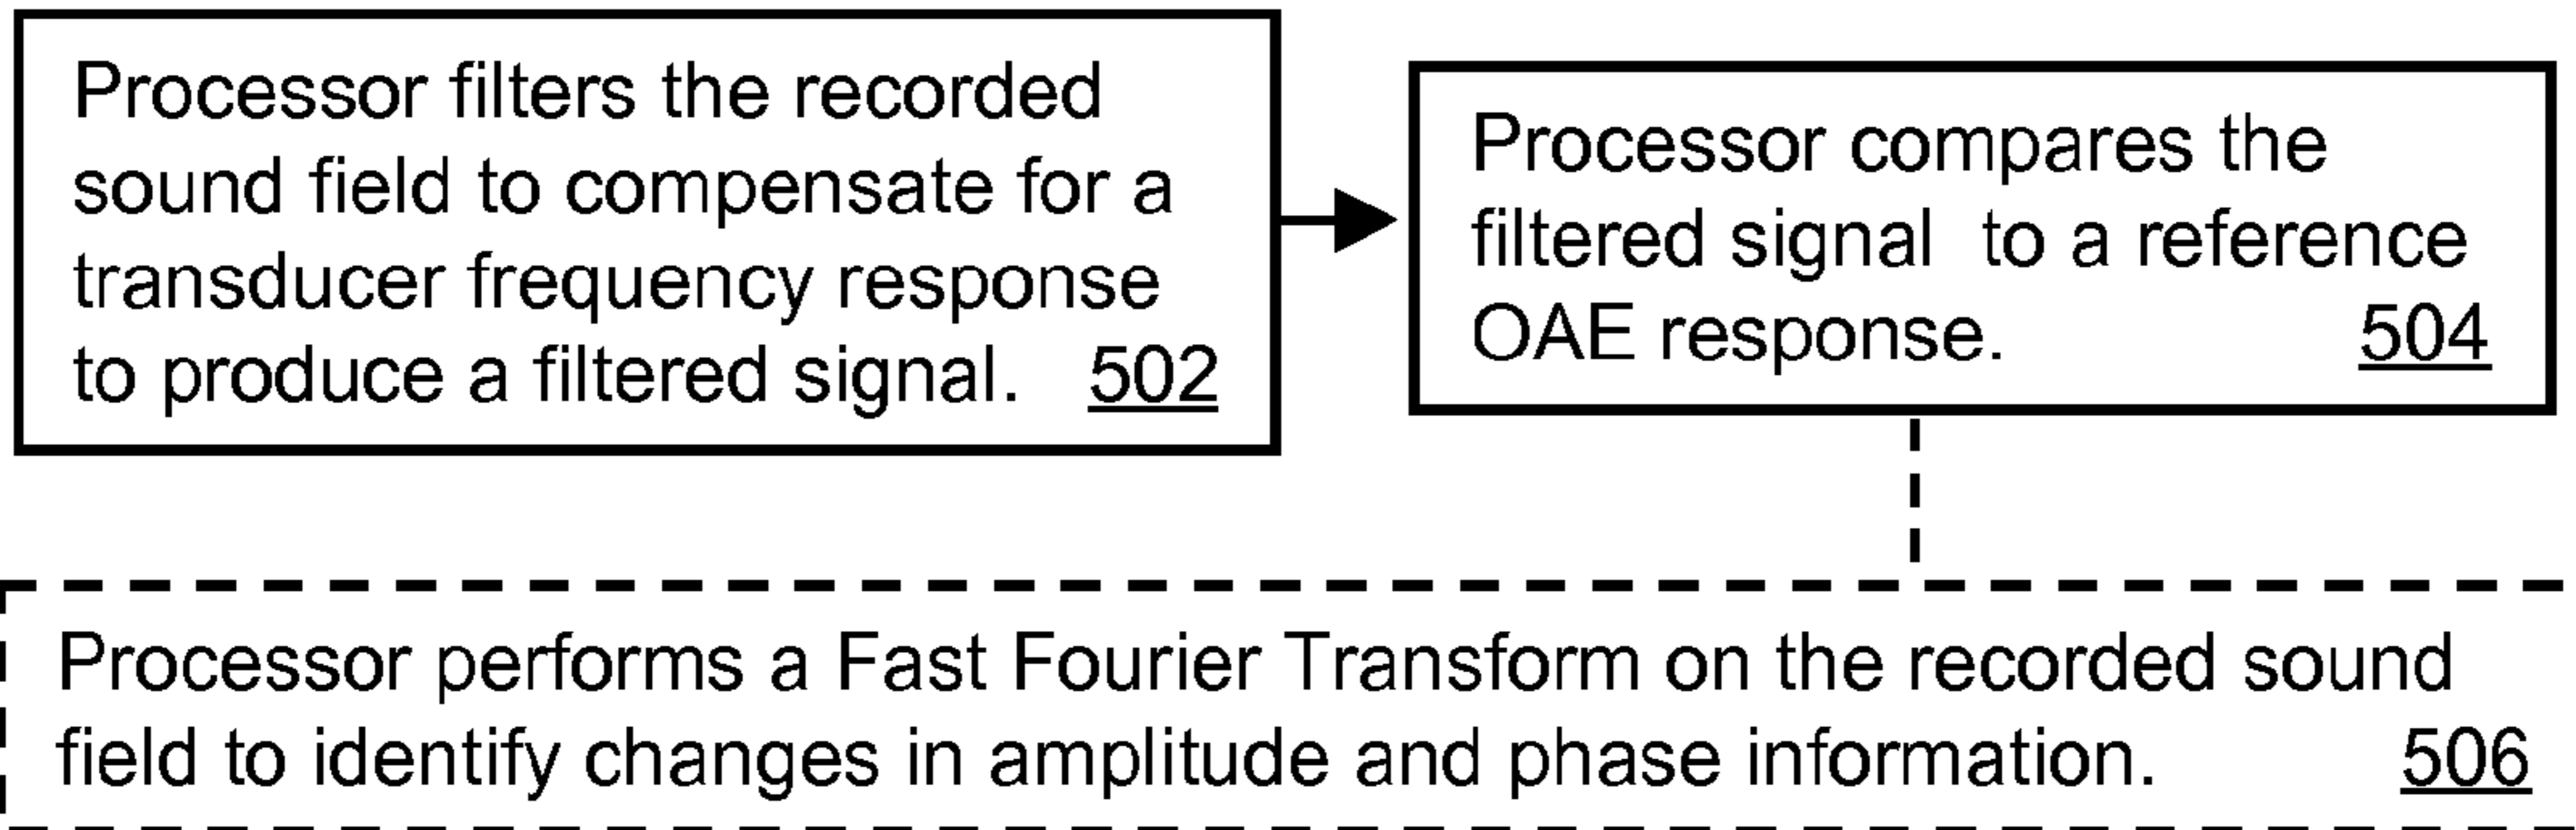 Processor filters the recorded
sound field to compensate for a
transducer frequency response
to produce a filtered signal. 502
Processor compares the
filtered signal to a reference
OAE response. 504
Processor performs a Fast Fourier Transform on the recorded sound
field to identify changes in amplitude and phase information. 506